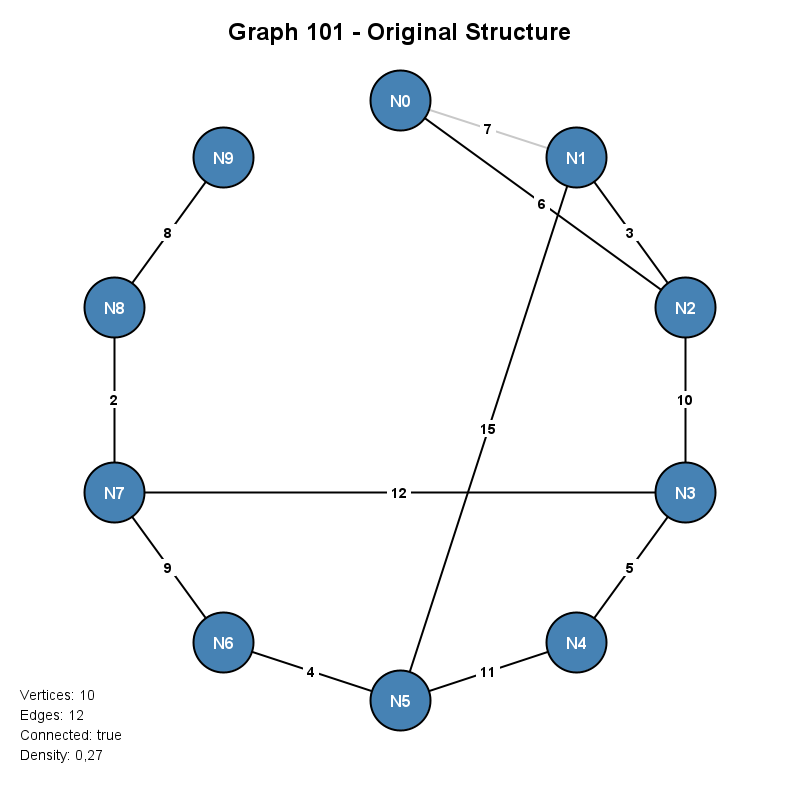 Graph 101 - Original Structure
N0
7
N9
N1
6
8
3
N8
N2
2
10
15
N7
12
N3
9
5
N6
N4
4
11
N5
Vertices: 10
Edges: 12
Connected: true
Density: 0,27